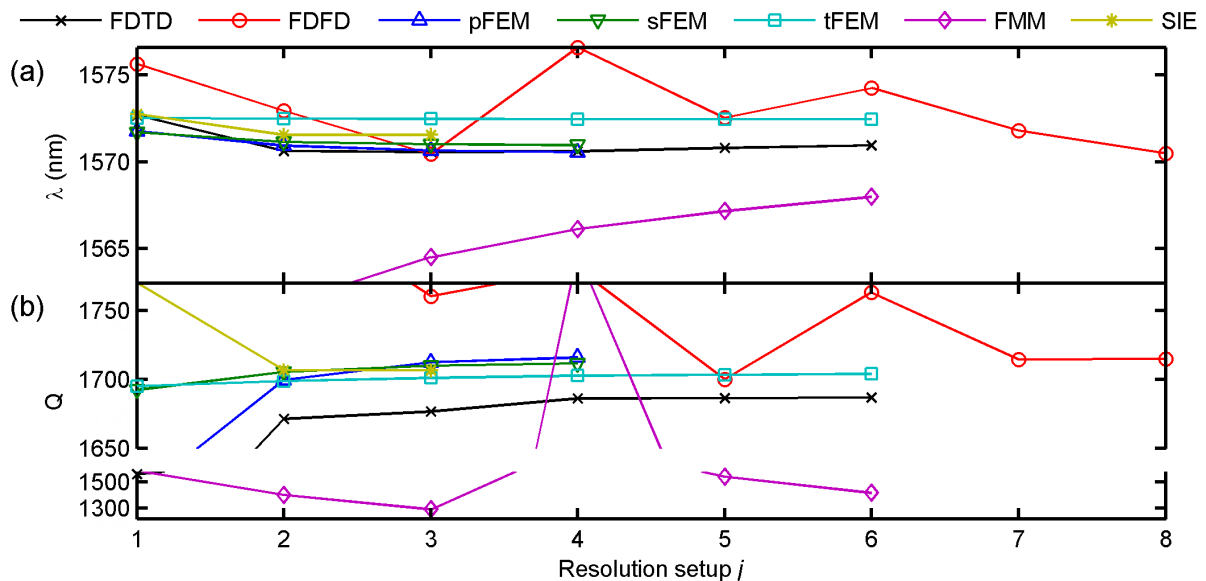 FDTD FDFD pFEM sFEM tFEM FMM SIE
(a)
1575
1570
1565
λ (nm)
(b)
1750
1700
1650
1500
1300
Q
1 2 3 4 5 6 7 8
Resolution setup j